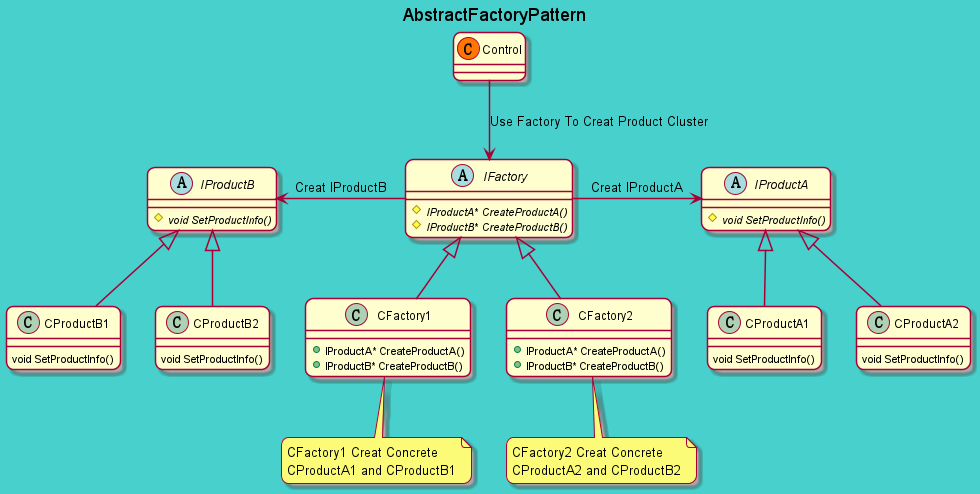 AbstractFactoryPattern
C Control
Use Factory To Creat Product Cluster
A IProductB
void SetProductInfo()
Creat IProductB
A IFactory
IProductA* CreateProductA()
IProductB* CreateProductB()
Creat IProductA
A IProductA
void SetProductInfo()
C CProductB1
void SetProductInfo()
C CProductB2
void SetProductInfo()
C CFactory1
IProductA* CreateProductA()
IProductB* CreateProductB()
C CFactory2
IProductA* CreateProductA()
IProductB* CreateProductB()
C CProductA1
void SetProductInfo()
C CProductA2
void SetProductInfo()
CFactory1 Creat Concrete
CProductA1 and CProductB1
CFactory2 Creat Concrete
CProductA2 and CProductB2